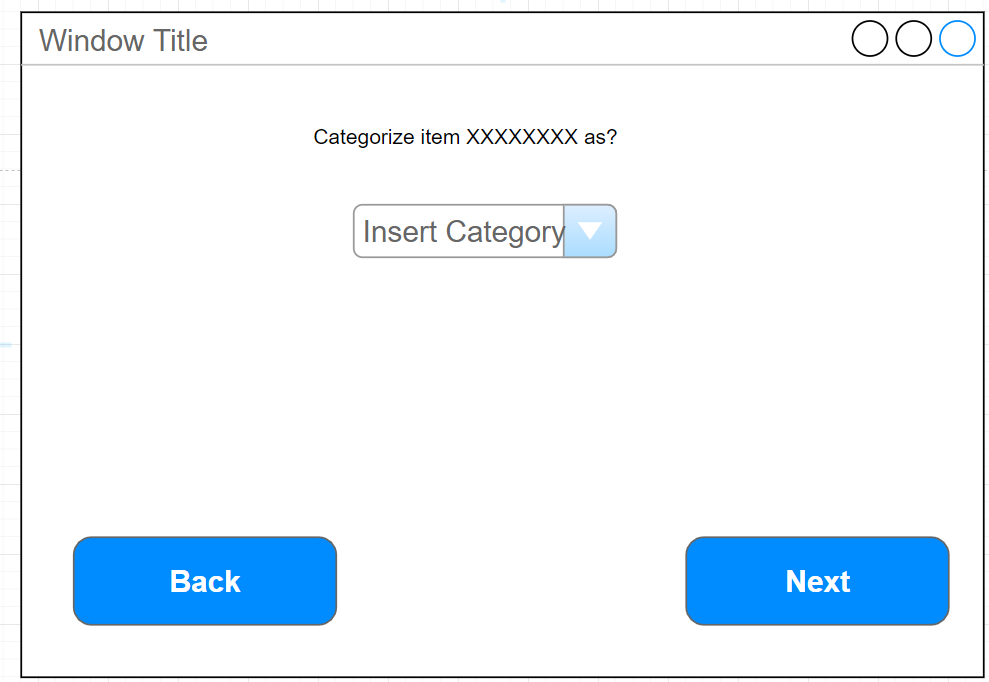 Window Title
Categorize item XXXXXXXX as?
Insert Category
Back
Next